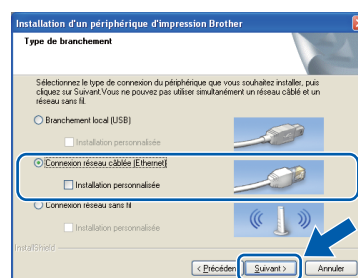 Installation d'un périphérique d'impression Brother
Type de branchement
Sélectionnez le type de connexion du périphérique que vous souhaitez installer, puis
cliquez sur Suivant.Vous ne pouvez pas utiliser simultanément un réseau câblé et un
réseau sans fil.
Branchement local (USB)
Installation personnalisée
Connexion réseau câblée (Ethernet)
Installation personnalisée
Connexion réseau sans fil
Installation personnalisée
InstallShield
< Précéden Suivant > Annuler